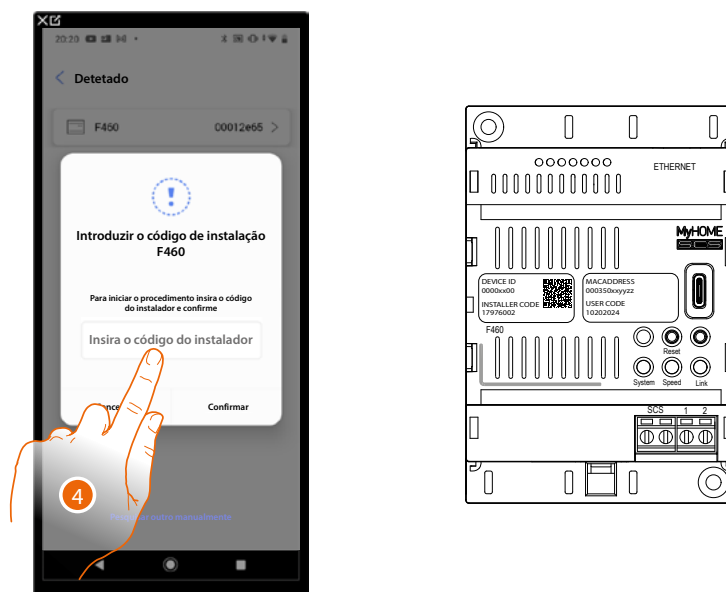 20:20
Detetado
F460
00012e65
Introduzir o código de instalação
F460
Para iniciar o procedimento insira o código
do instalador e confirme
Insira o código do instalador
Confirmar
4
ETHERNET
MyHOME
SCS
DEVICE ID
0000xx00
INSTALLER CODE
17976002
MACADDRESS
000350xxyyzz
USER CODE
10202024
F460
Reset
System Speed Link
SCS 1 2